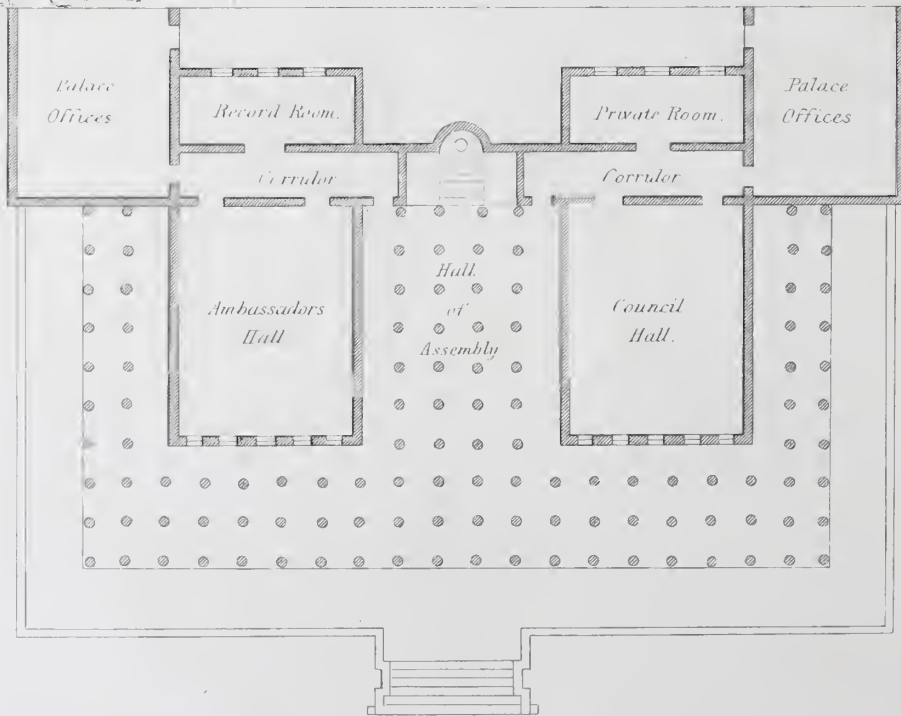 Palace
Offices
Record Room.
Private Room.
Palace
Offices
Corridor
Corridor
Ambassadors
Hall
Hall
of
Assembly
Council
Hall.